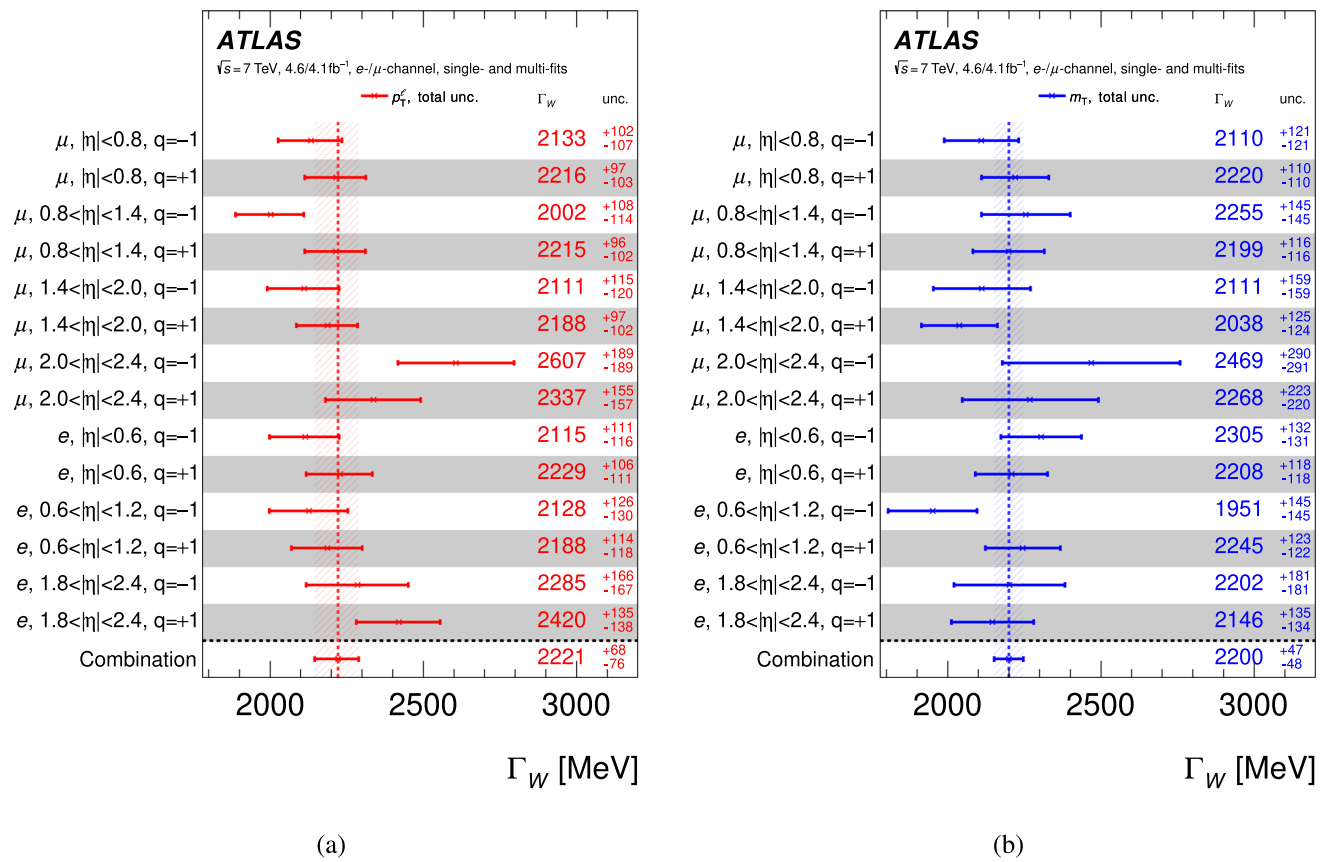 ATLAS
√s = 7 TeV, 4.6/4.1fb⁻¹, e-/μ-channel, single- and multi-fits
p_T^ℓ, total unc. Γ_W unc.
μ, |η|<0.8, q=−1 2133 +102 -107
μ, |η|<0.8, q=+1 2216 +97 -103
μ, 0.8<|η|<1.4, q=−1 2002 +108 -114
μ, 0.8<|η|<1.4, q=+1 2215 +96 -102
μ, 1.4<|η|<2.0, q=−1 2111 +115 -120
μ, 1.4<|η|<2.0, q=+1 2188 +97 -102
μ, 2.0<|η|<2.4, q=−1 2607 +189 -189
μ, 2.0<|η|<2.4, q=+1 2337 +155 -157
e, |η|<0.6, q=−1 2115 +111 -116
e, |η|<0.6, q=+1 2229 +106 -111
e, 0.6<|η|<1.2, q=−1 2128 +126 -130
e, 0.6<|η|<1.2, q=+1 2188 +114 -118
e, 1.8<|η|<2.4, q=−1 2285 +166 -167
e, 1.8<|η|<2.4, q=+1 2420 +135 -138
Combination 2221 +68 -76
2000 2500 3000
Γ_W [MeV]
(a)
ATLAS
√s = 7 TeV, 4.6/4.1fb⁻¹, e-/μ-channel, single- and multi-fits
m_T, total unc. Γ_W unc.
μ, |η|<0.8, q=−1 2110 +121 -121
μ, |η|<0.8, q=+1 2220 +110 -110
μ, 0.8<|η|<1.4, q=−1 2255 +145 -145
μ, 0.8<|η|<1.4, q=+1 2199 +116 -116
μ, 1.4<|η|<2.0, q=−1 2111 +159 -159
μ, 1.4<|η|<2.0, q=+1 2038 +125 -124
μ, 2.0<|η|<2.4, q=−1 2469 +290 -291
μ, 2.0<|η|<2.4, q=+1 2268 +223 -220
e, |η|<0.6, q=−1 2305 +132 -131
e, |η|<0.6, q=+1 2208 +118 -118
e, 0.6<|η|<1.2, q=−1 1951 +145 -145
e, 0.6<|η|<1.2, q=+1 2245 +123 -122
e, 1.8<|η|<2.4, q=−1 2202 +181 -181
e, 1.8<|η|<2.4, q=+1 2146 +135 -134
Combination 2200 +47 -48
2000 2500 3000
Γ_W [MeV]
(b)